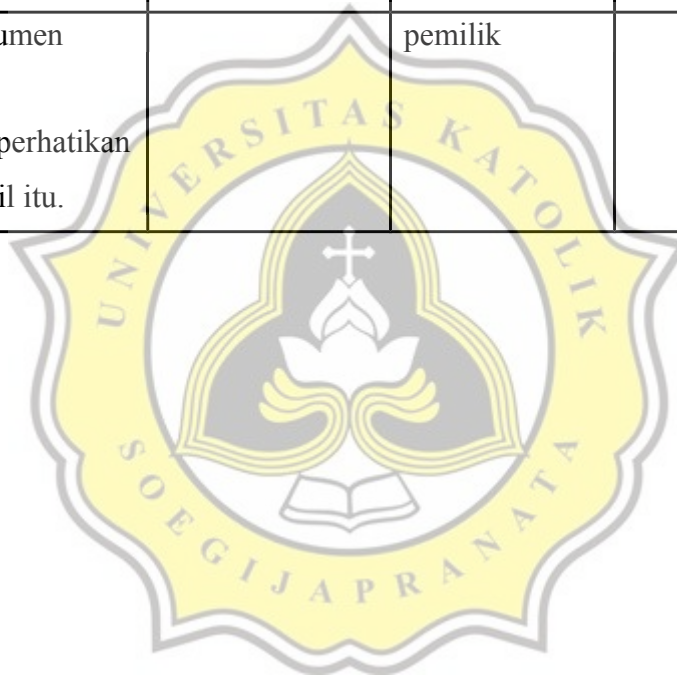 umen
perhatikan
il itu.
pemilik
UNIVERSITAS KATOLIK
SOEGIJAPRANATA